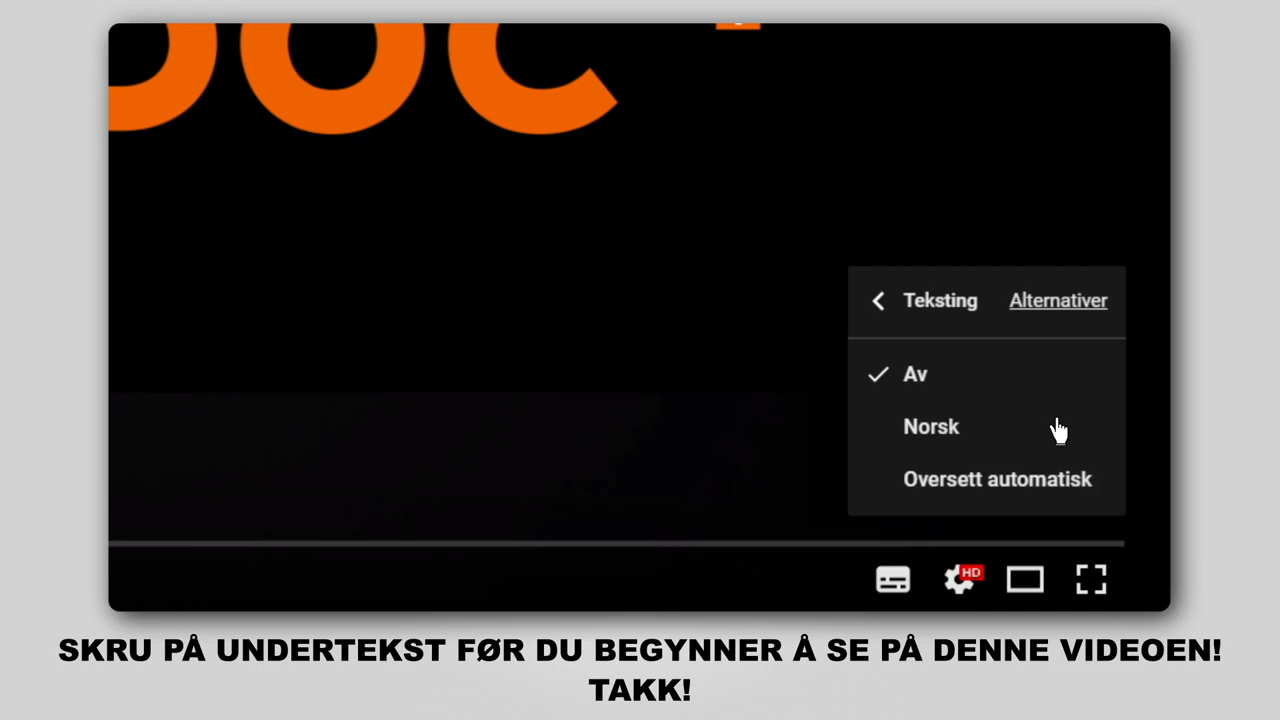 Teksting Alternativer
Av
Norsk
Oversett automatisk
HD
SKRU PÅ UNDERTEKST FØR DU BEGYNNER Å SE PÅ DENNE VIDEOEN!
TAKK!